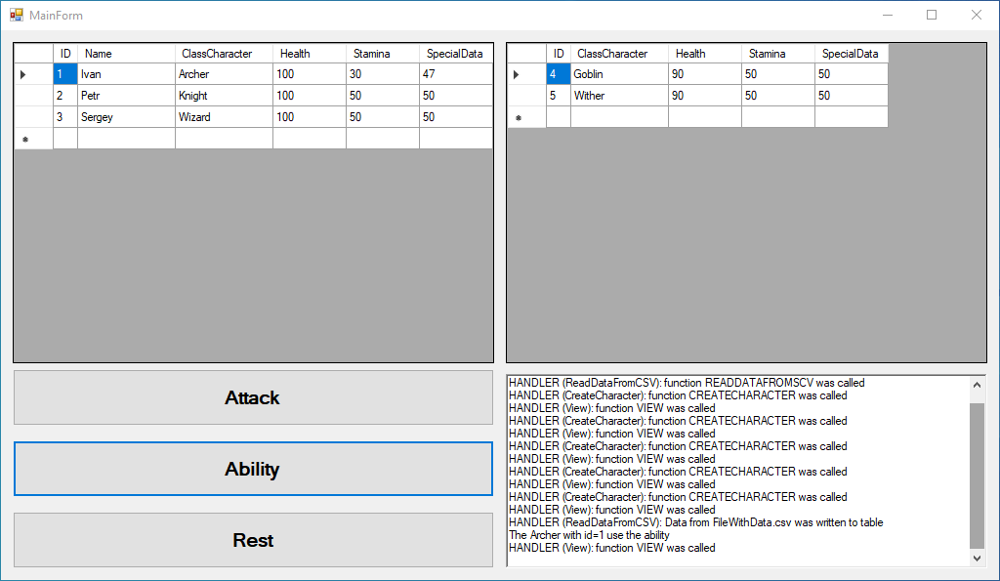 MainForm
ID Name ClassCharacter Health Stamina SpecialData
1 Ivan Archer 100 30 47
2 Petr Knight 100 50 50
3 Sergey Wizard 100 50 50
ID ClassCharacter Health Stamina SpecialData
4 Goblin 90 50 50
5 Wither 90 50 50
Attack
Ability
Rest
HANDLER (ReadDataFromCSV): function READDATAFROMSCV was called
HANDLER (CreateCharacter): function CREATECHARACTER was called
HANDLER (View): function VIEW was called
HANDLER (CreateCharacter): function CREATECHARACTER was called
HANDLER (View): function VIEW was called
HANDLER (CreateCharacter): function CREATECHARACTER was called
HANDLER (View): function VIEW was called
HANDLER (CreateCharacter): function CREATECHARACTER was called
HANDLER (View): function VIEW was called
HANDLER (CreateCharacter): function CREATECHARACTER was called
HANDLER (View): function VIEW was called
HANDLER (ReadDataFromCSV): Data from FileWithData.csv was written to table
The Archer with id=1 use the ability
HANDLER (View): function VIEW was called